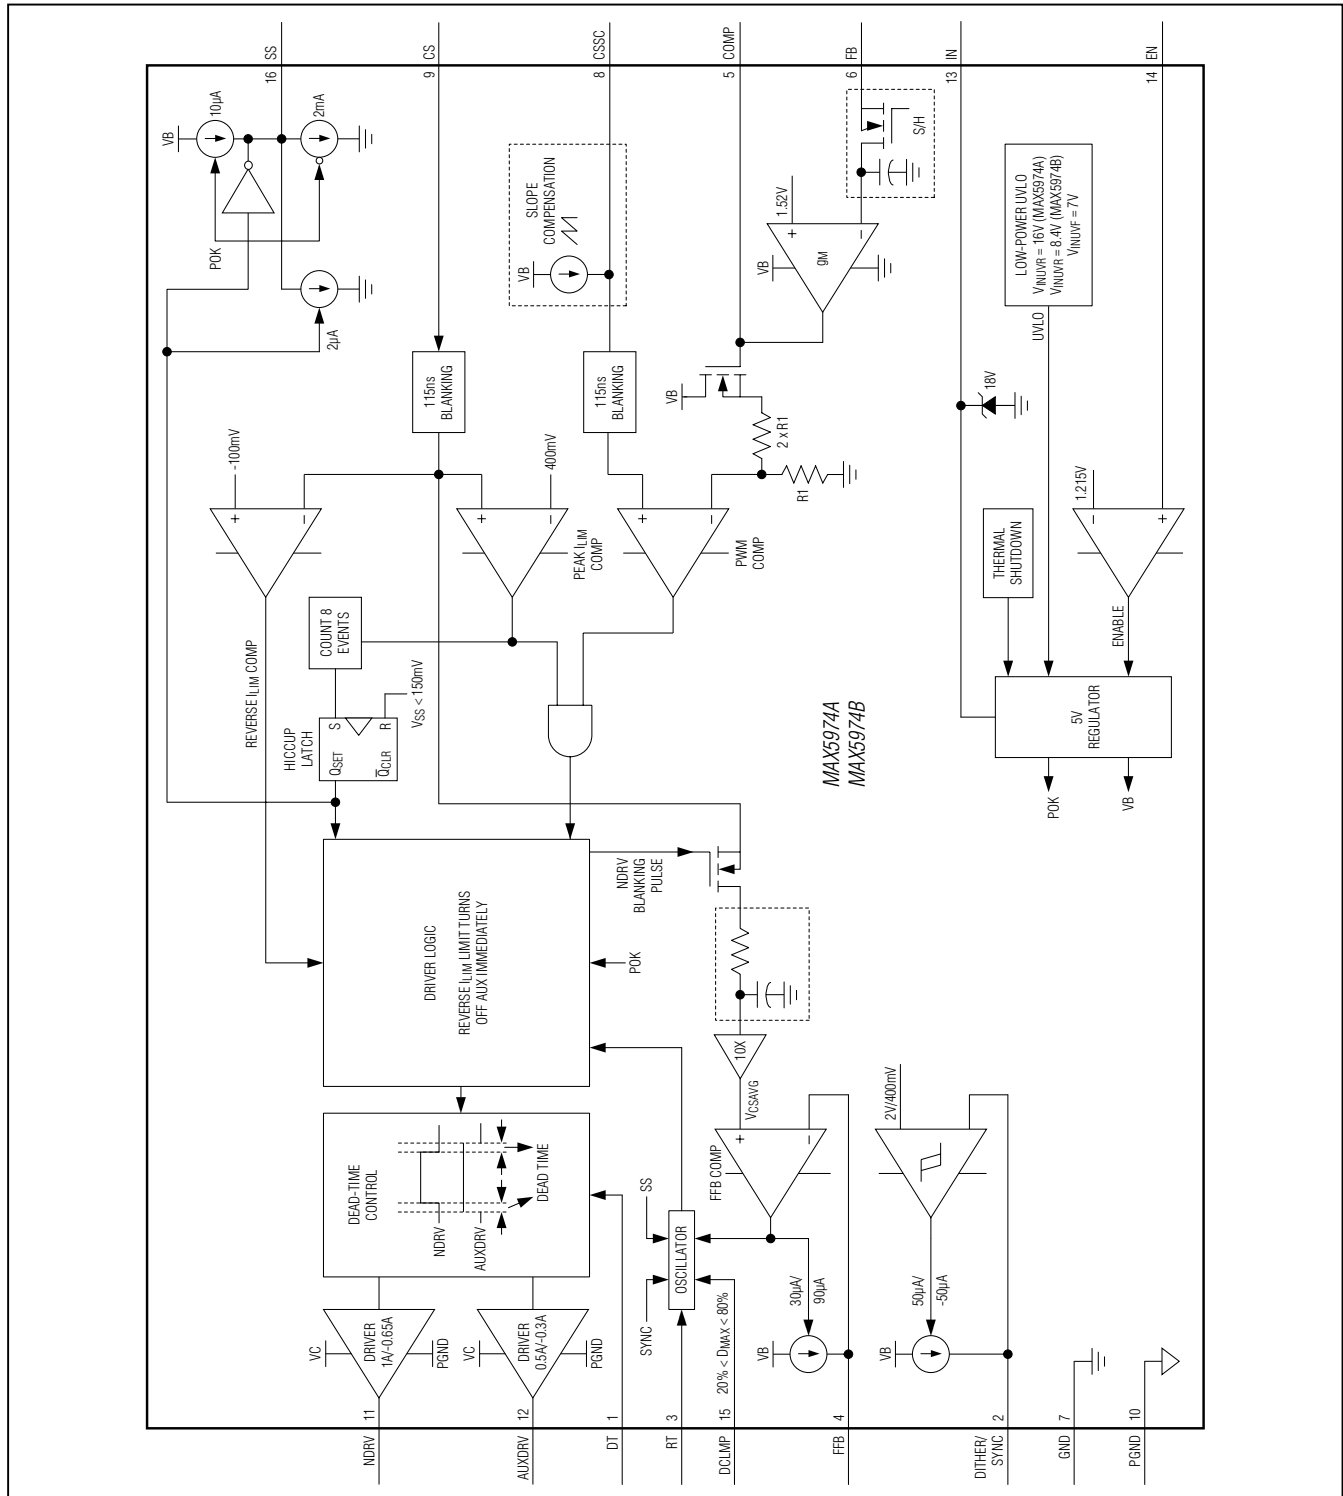 SS
CS
CSSC
COMP
FB
IN
EN
16
9
8
5
6
13
14
VB
10µA
2mA
POK
2µA
SLOPE
COMPENSATION
VB
1.52V
S/H
VB
gM
LOW-POWER UVLO
VINUVR = 16V (MAX5974A)
VINUVR = 8.4V (MAX5974B)
VINUVF = 7V
UVLO
115ns
BLANKING
115ns
BLANKING
VB
2 x R1
R1
18V
-100mV
400mV
1.215V
+
−
+
−
+
−
−
+
PEAK ILIM
COMP
PWM
COMP
THERMAL
SHUTDOWN
ENABLE
REVERSE ILIM COMP
COUNT 8
EVENTS
HICCUP
LATCH
S
R
QSET
QCLR
VSS < 150mV
MAX5974A
MAX5974B
5V
REGULATOR
POK
VB
DRIVER LOGIC
REVERSE ILIM LIMIT TURNS
OFF AUX IMMEDIATELY
NDRV
BLANKING
PULSE
POK
10X
VCSAVG
DEAD-TIME
CONTROL
NDRV
AUXDRV
DEAD TIME
FFB COMP
+
−
2V/400mV
SS
OSCILLATOR
SYNC
20% < DMAX < 80%
30µA/
90µA
50µA/
-50µA
VC
DRIVER
1A/-0.65A
PGND
VC
DRIVER
0.5A/-0.3A
PGND
VB
VB
11
12
1
3
15
4
2
7
10
NDRV
AUXDRV
DT
RT
DCLMP
FFB
DITHER/
SYNC
GND
PGND